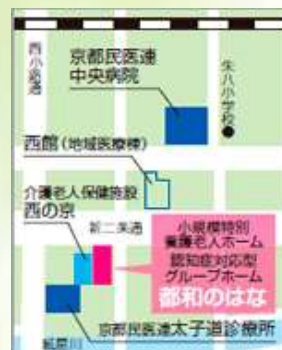 京都民医連
中央病院
西小路通
朱八小学校
西館（地域医療棟）
介護老人保健施設
西の京
新二条通
小規模特別
養護老人ホーム
認知症対応型
グループホーム
都和のはな
京都民医連太子道診療所
紙屋川